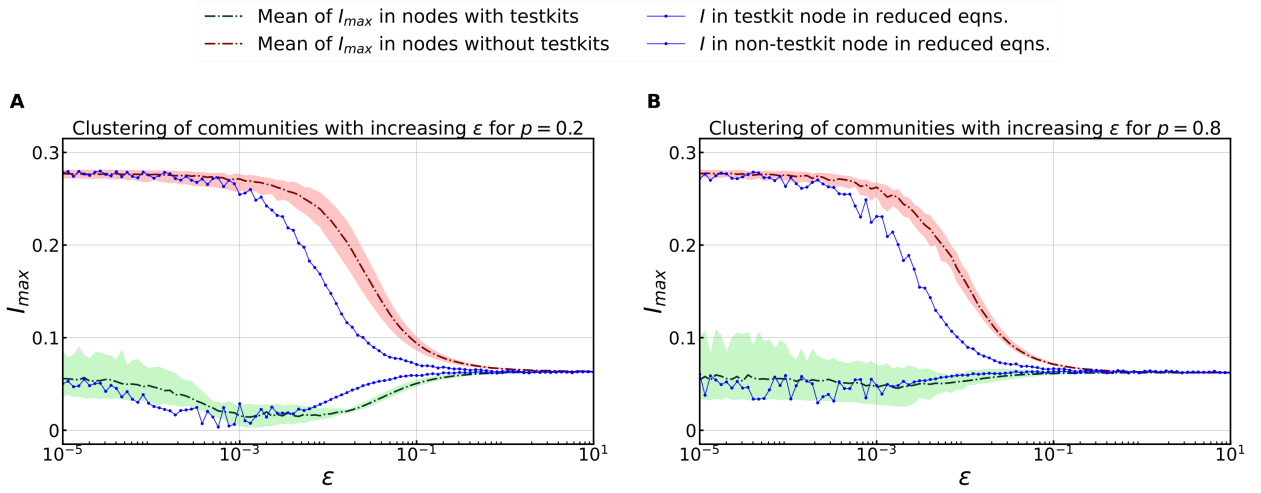 Mean of I_max in nodes with testkits
Mean of I_max in nodes without testkits
I in testkit node in reduced eqns.
I in non-testkit node in reduced eqns.
A
Clustering of communities with increasing ε for p = 0.2
0.3
0.2
0.1
0
I_max
10^-5
10^-3
10^-1
10^1
ε
B
Clustering of communities with increasing ε for p = 0.8
0.3
0.2
0.1
0
I_max
10^-5
10^-3
10^-1
10^1
ε